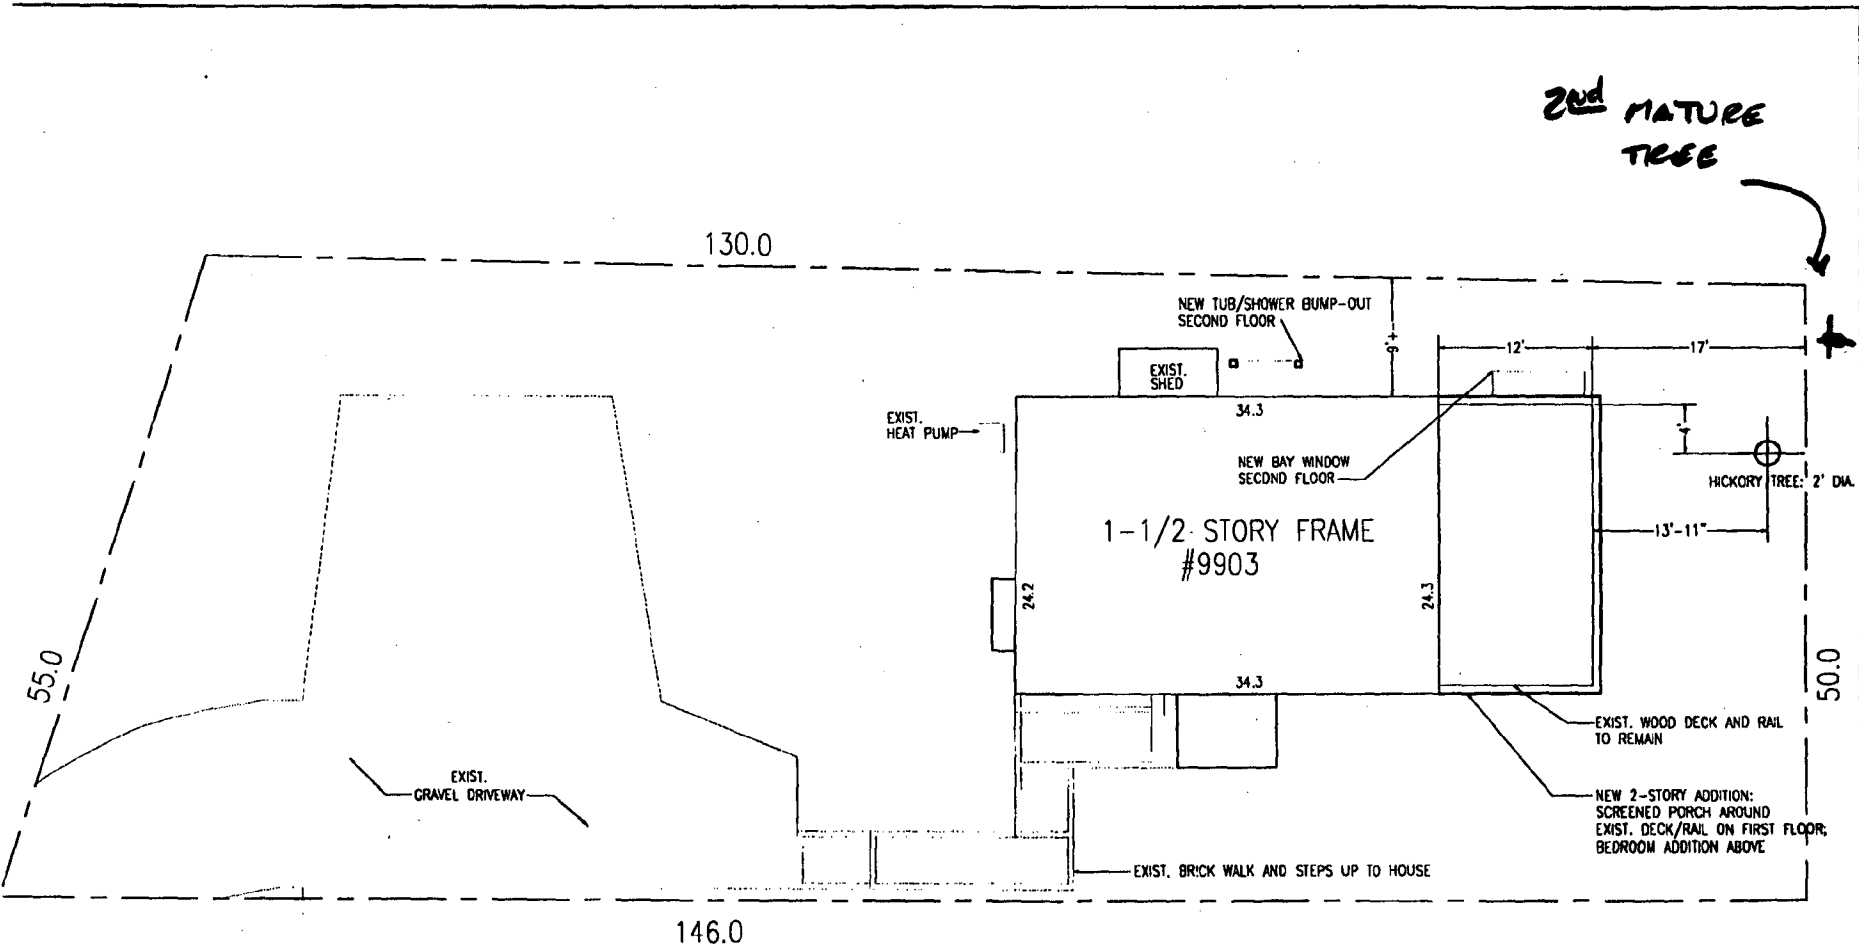 2nd MATURE
TREE
130.0
NEW TUB/SHOWER BUMP-OUT
SECOND FLOOR
12'
17'
EXIST.
SHED
34.3
EXIST.
HEAT PUMP
4'
NEW BAY WINDOW
SECOND FLOOR
HICKORY TREE: 2' DIA.
1-1/2 STORY FRAME
#9903
13'-11"
24.2
24.3
55.0
50.0
34.3
EXIST. WOOD DECK AND RAIL
TO REMAIN
EXIST.
GRAVEL DRIVEWAY
NEW 2-STORY ADDITION:
SCREENED PORCH AROUND
EXIST. DECK/RAIL ON FIRST FLOOR;
BEDROOM ADDITION ABOVE
EXIST. BRICK WALK AND STEPS UP TO HOUSE
146.0